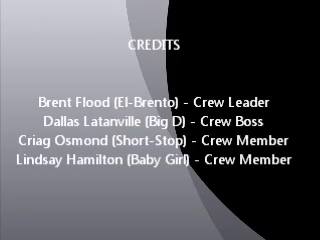 CREDITS
Brent Flood (El-Brento) - Crew Leader
Dallas Latanville (Big D) - Crew Boss
Criag Osmond (Short-Stop) - Crew Member
Lindsay Hamilton (Baby Girl) - Crew Member